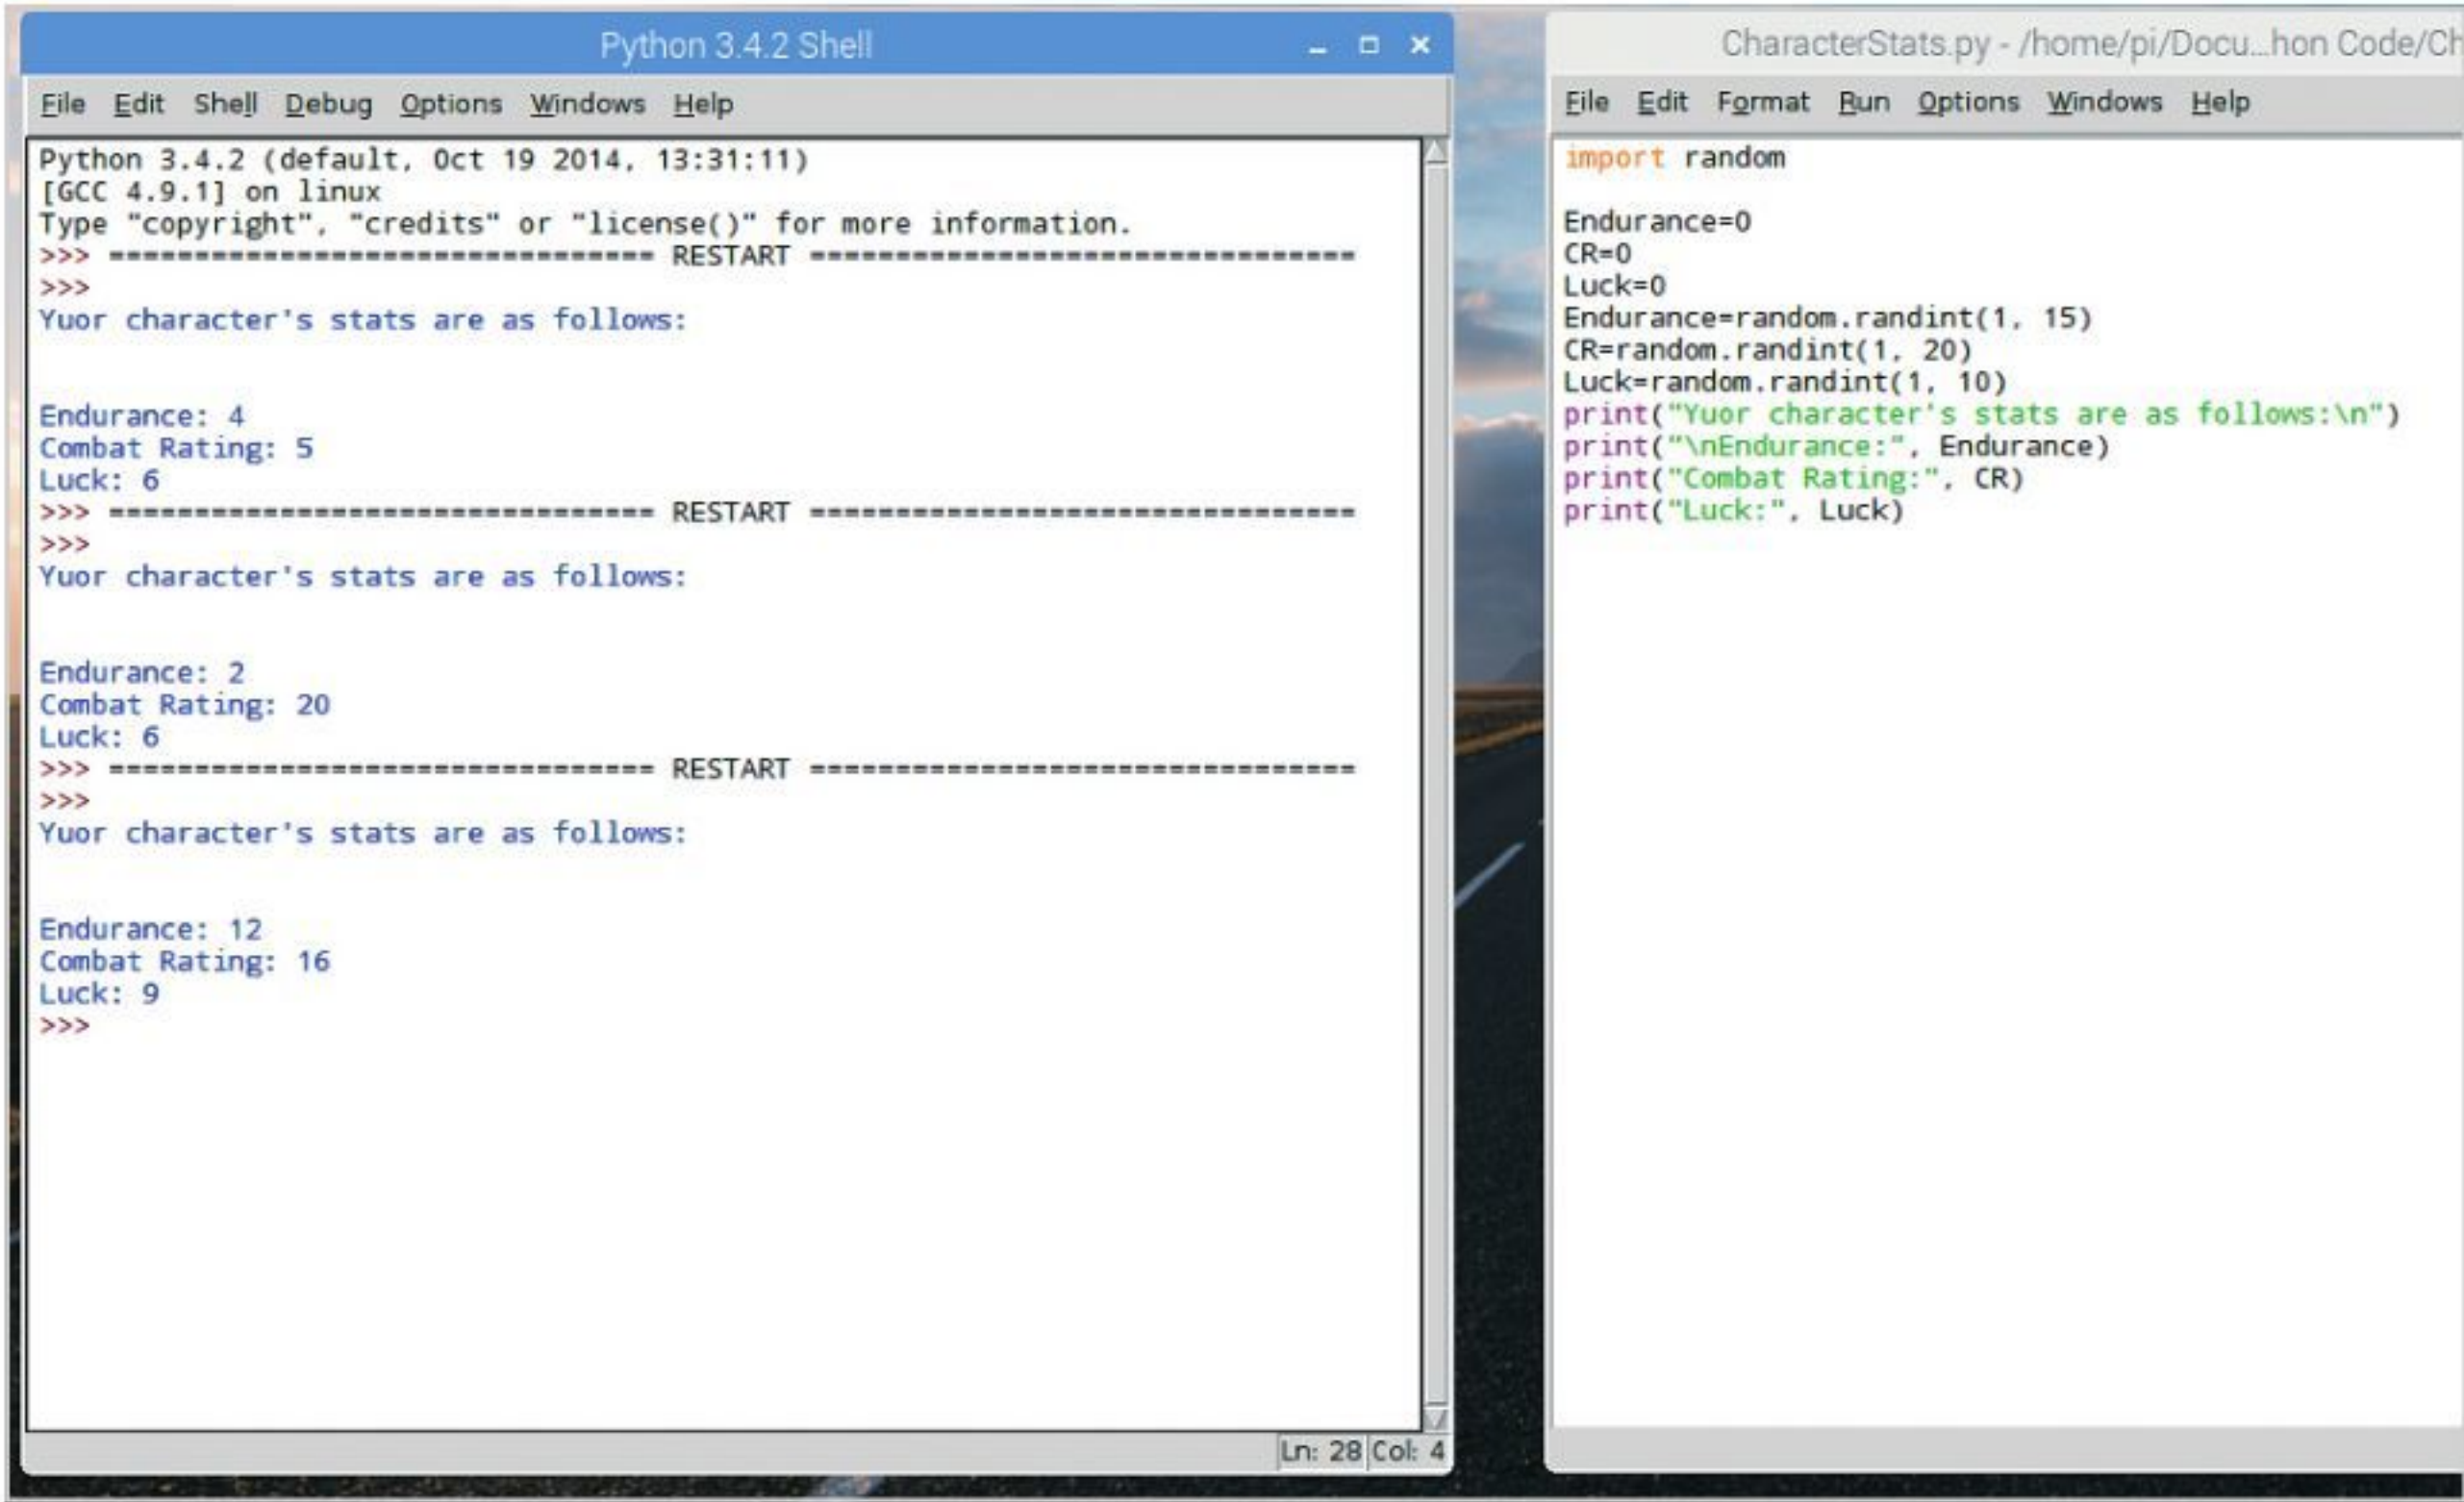 Python 3.4.2 Shell
File Edit Shell Debug Options Windows Help
Python 3.4.2 (default, Oct 19 2014, 13:31:11)
[GCC 4.9.1] on linux
Type "copyright", "credits" or "license()" for more information.
>>> ================================ RESTART ================================
>>>
Yuor character's stats are as follows:
Endurance: 4
Combat Rating: 5
Luck: 6
>>> ================================ RESTART ================================
>>>
Yuor character's stats are as follows:
Endurance: 2
Combat Rating: 20
Luck: 6
>>> ================================ RESTART ================================
>>>
Yuor character's stats are as follows:
Endurance: 12
Combat Rating: 16
Luck: 9
>>>
Ln: 28 Col: 4
CharacterStats.py - /home/pi/Docu...hon Code/Ch
File Edit Format Run Options Windows Help
import random
Endurance=0
CR=0
Luck=0
Endurance=random.randint(1, 15)
CR=random.randint(1, 20)
Luck=random.randint(1, 10)
print("Yuor character's stats are as follows:\n")
print("\nEndurance:", Endurance)
print("Combat Rating:", CR)
print("Luck:", Luck)